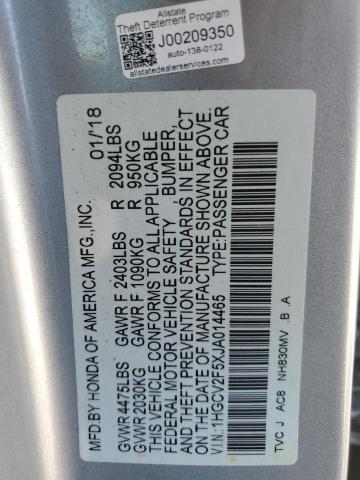 Allstate
Theft Deterrent Program
J00209350
auto-138-0122
allstatedealerservices.com
MFD BY HONDA OF AMERICA MFG.,INC. 01/18
GVWR 4475LBS GAWR F 2403LBS R 2094LBS
GVWR 2030KG GAWR F 1090KG R 950KG
THIS VEHICLE CONFORMS TO ALL APPLICABLE
FEDERAL MOTOR VEHICLE SAFETY, BUMPER,
AND THEFT PREVENTION STANDARDS IN EFFECT
ON THE DATE OF MANUFACTURE SHOWN ABOVE.
V.I.N.:1HGCV2F5XJA014465 TYPE:PASSENGER CAR
TVC J AC8 NH830MV .B .A